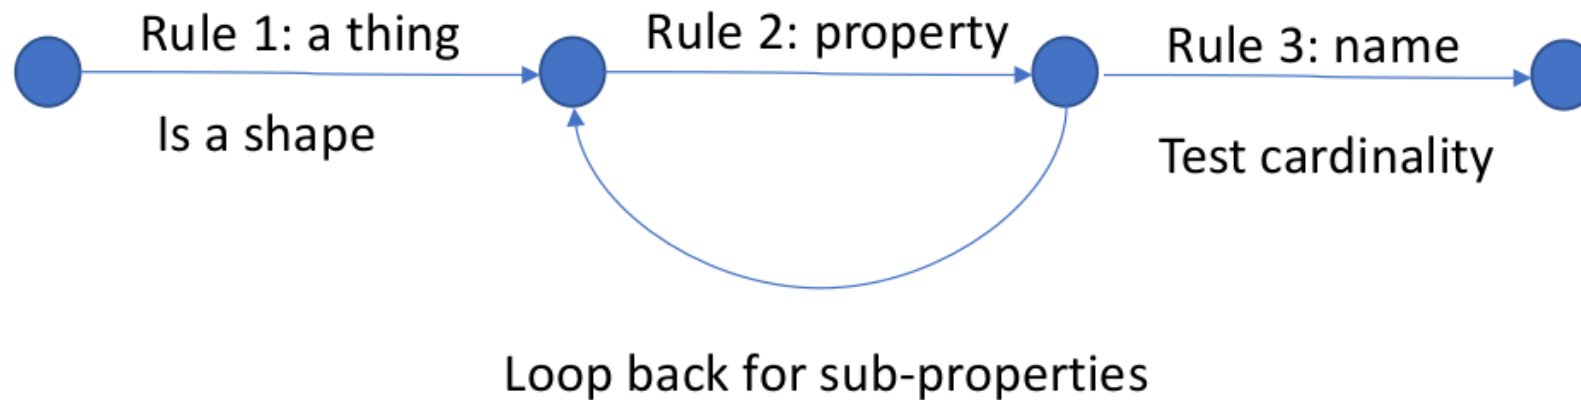 Rule 1: a thing
Rule 2: property
Rule 3: name
Is a shape
Test cardinality
Loop back for sub-properties